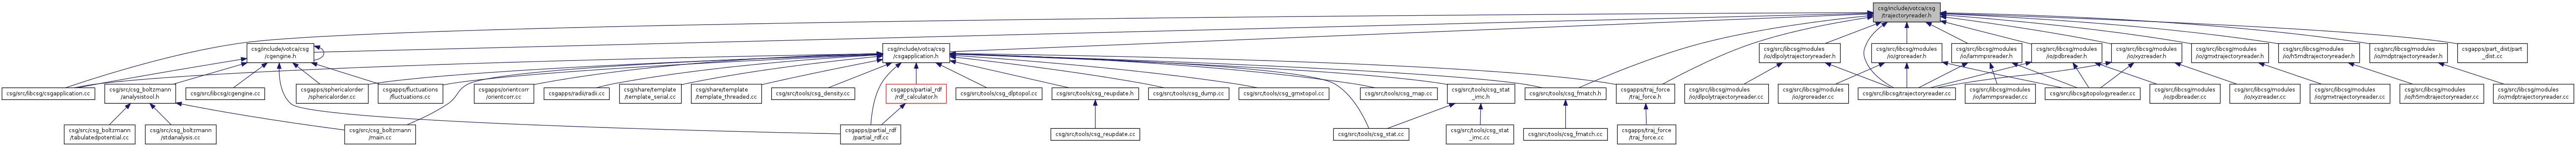 csg/include/votca/csg
/trajectoryreader.h
csg/include/votca/csg
/cgengine.h
csg/include/votca/csg
/csgapplication.h
csg/src/libcsg/modules
/io/dlpolytrajectoryreader.h
csg/src/libcsg/modules
/io/groreader.h
csg/src/libcsg/modules
/io/lammpsreader.h
csg/src/libcsg/modules
/io/pdbreader.h
csg/src/libcsg/modules
/io/xyzreader.h
csg/src/libcsg/modules
/io/gmxtrajectoryreader.h
csg/src/libcsg/modules
/io/h5mdtrajectoryreader.h
csg/src/libcsg/modules
/io/mdptrajectoryreader.h
csgapps/part_dist/part
_dist.cc
csg/src/libcsg/csgapplication.cc
csg/src/csg_boltzmann
/analysistool.h
csg/src/libcsg/cgengine.cc
csgapps/sphericalorder
/sphericalorder.cc
csgapps/fluctuations
/fluctuations.cc
csgapps/orientcorr
/orientcorr.cc
csgapps/radii/radii.cc
csg/share/template
/template_serial.cc
csg/share/template
/template_threaded.cc
csg/src/tools/csg_density.cc
csgapps/partial_rdf
/rdf_calculator.h
csg/src/tools/csg_dlptopol.cc
csg/src/tools/csg_reupdate.h
csg/src/tools/csg_dump.cc
csg/src/tools/csg_gmxtopol.cc
csg/src/tools/csg_map.cc
csg/src/tools/csg_stat
_imc.h
csg/src/tools/csg_fmatch.h
csgapps/traj_force
/traj_force.h
csg/src/libcsg/modules
/io/dlpolytrajectoryreader.cc
csg/src/libcsg/modules
/io/groreader.cc
csg/src/libcsg/trajectoryreader.cc
csg/src/libcsg/modules
/io/lammpsreader.cc
csg/src/libcsg/topologyreader.cc
csg/src/libcsg/modules
/io/pdbreader.cc
csg/src/libcsg/modules
/io/xyzreader.cc
csg/src/libcsg/modules
/io/gmxtrajectoryreader.cc
csg/src/libcsg/modules
/io/h5mdtrajectoryreader.cc
csg/src/libcsg/modules
/io/mdptrajectoryreader.cc
csg/src/csg_boltzmann
/tabulatedpotential.cc
csg/src/csg_boltzmann
/stdanalysis.cc
csg/src/csg_boltzmann
/main.cc
csgapps/partial_rdf
/partial_rdf.cc
csg/src/tools/csg_reupdate.cc
csg/src/tools/csg_stat.cc
csg/src/tools/csg_stat
_imc.cc
csg/src/tools/csg_fmatch.cc
csgapps/traj_force
/traj_force.cc